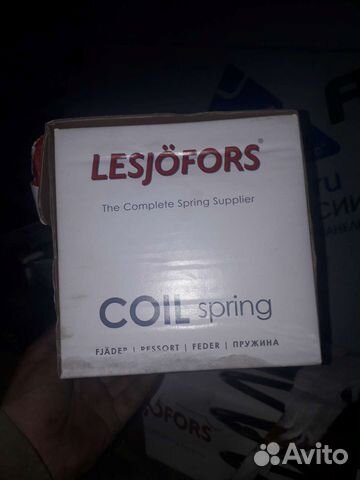 LESJÖFORS®
The Complete Spring Supplier
COIL spring
FJÄDER | RESSORT | FEDER | ПРУЖИНА
LESJÖFORS
Avito